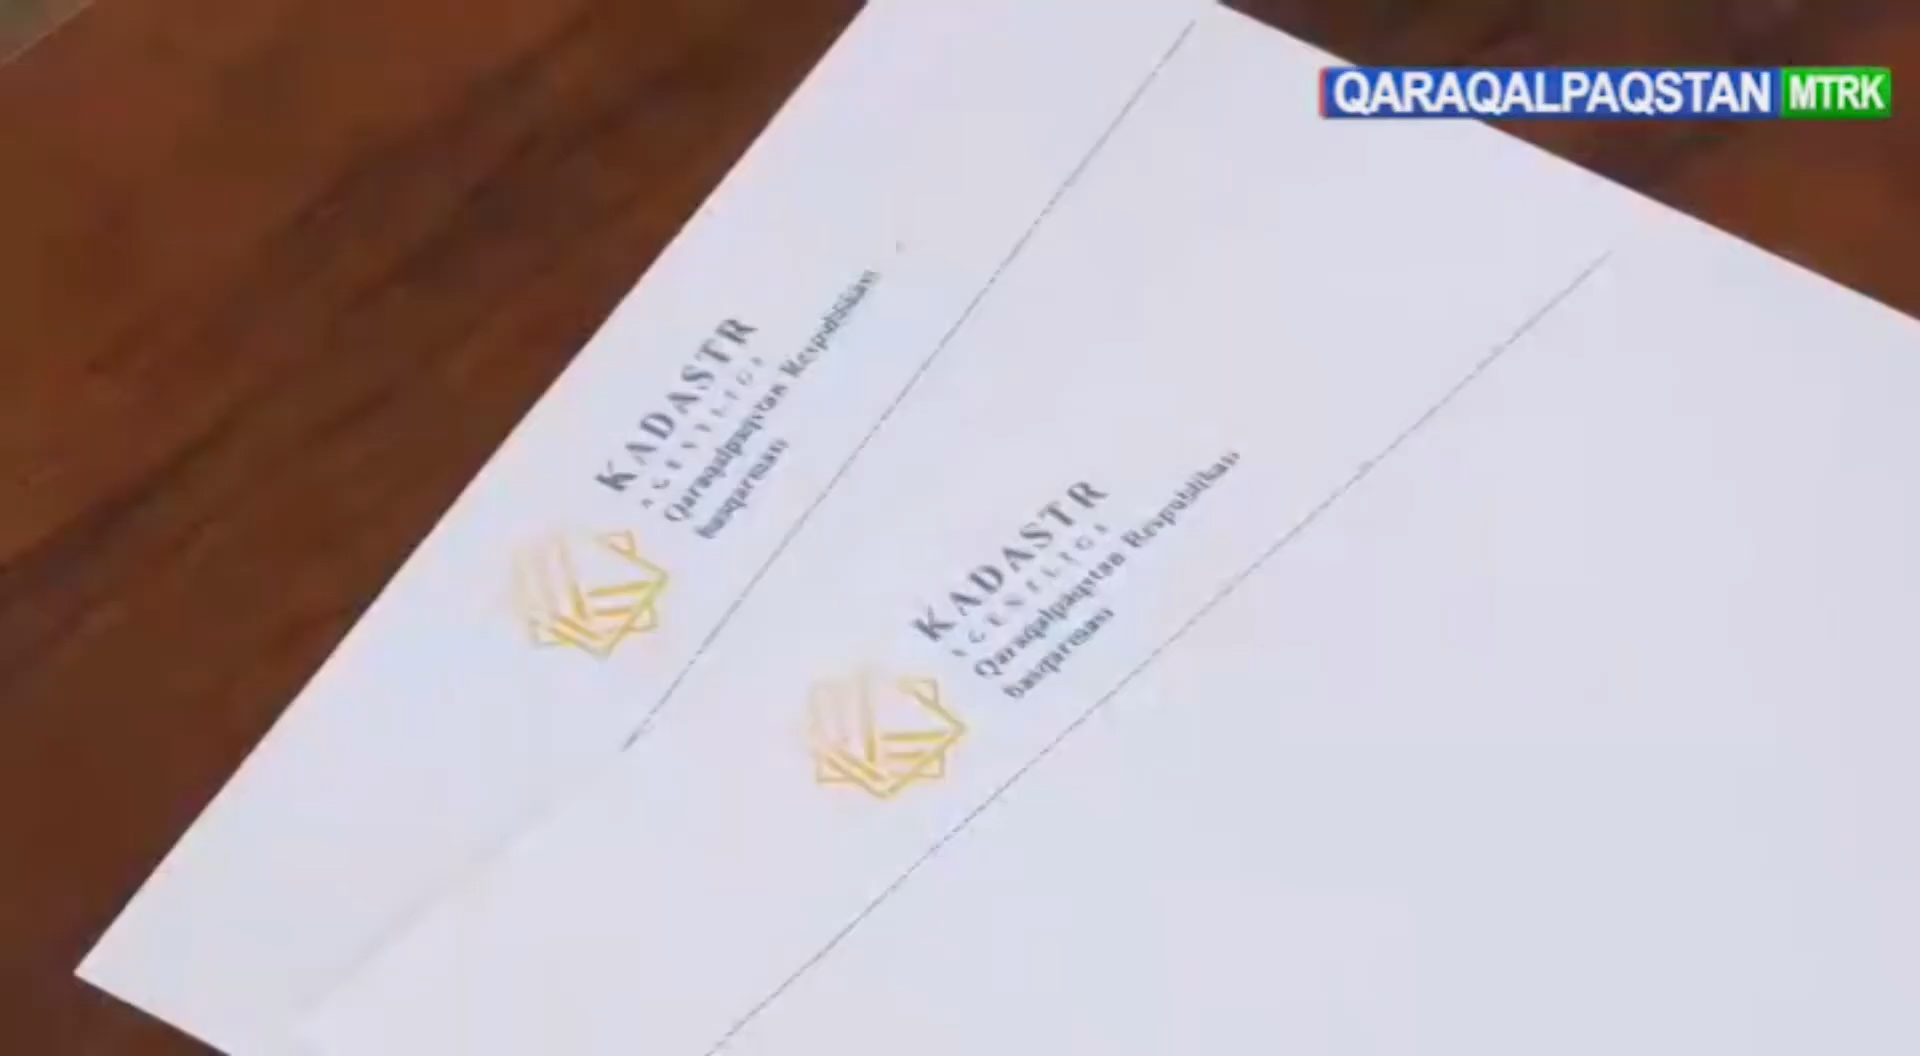 QARAQALPAQSTAN MTRK
KADASTR
AGENTLIGI
Qaraqalpaqstan Respublikası
basqarması
KADASTR
AGENTLIGI
Qaraqalpaqstan Respublikası
basqarması